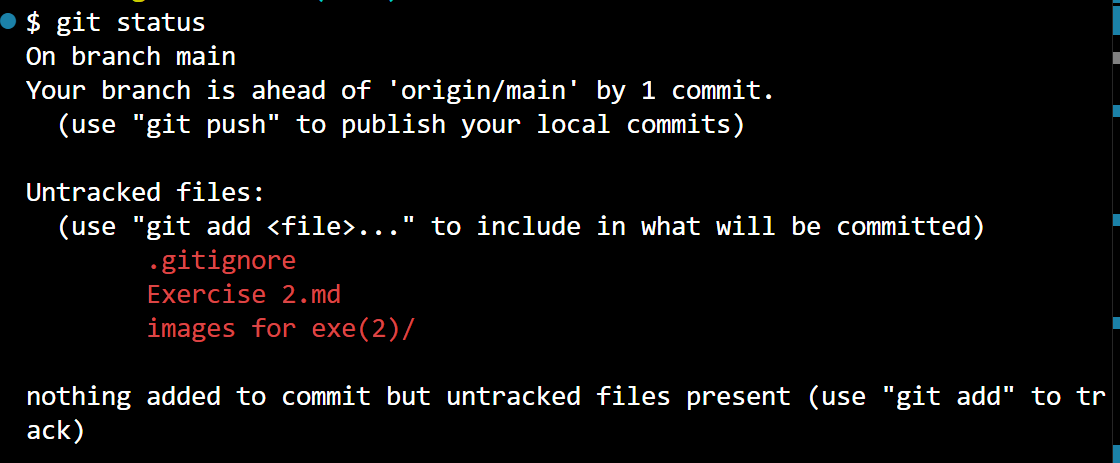 $ git status
On branch main
Your branch is ahead of 'origin/main' by 1 commit.
(use "git push" to publish your local commits)
Untracked files:
(use "git add <file>..." to include in what will be committed)
.gitignore
Exercise 2.md
images for exe(2)/
nothing added to commit but untracked files present (use "git add" to tr
ack)